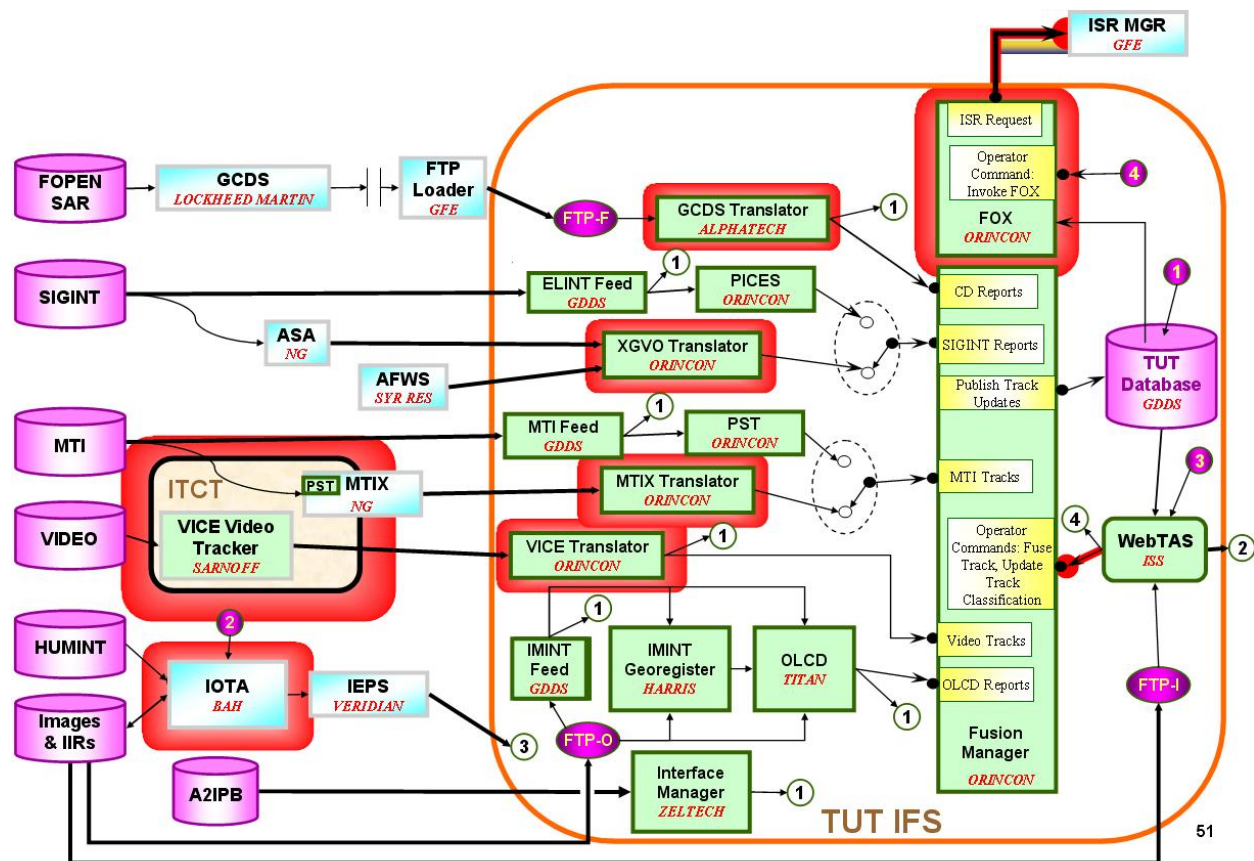 ISR MGR
GFE
ISR Request
Operator
Command:
Invoke FOX
4
FOX
ORINCON
FOPEN
SAR
GCDS
LOCKHEED MARTIN
FTP
Loader
GFE
FTP-F
GCDS Translator
ALPHATECH
1
SIGINT
ELINT Feed
GDDS
1
PICES
ORINCON
CD Reports
1
ASA
NG
XGVO Translator
ORINCON
SIGINT Reports
AFWS
SYR RES
Publish Track
Updates
TUT
Database
GDDS
MTI
MTI Feed
GDDS
1
PST
ORINCON
ITCT
PST
MTIX
NG
MTIX Translator
ORINCON
MTI Tracks
3
VIDEO
VICE Video
Tracker
SARNOFF
VICE Translator
ORINCON
1
Operator
Commands: Fuse
Track, Update
Track
Classification
4
WebTAS
ISS
2
HUMINT
2
IOTA
BAH
IEPS
VERIDIAN
3
Images
& IIRs
IMINT
Feed
GDDS
1
IMINT
Georegister
HARRIS
OLCD
TITAN
1
Video Tracks
OLCD Reports
FTP-I
FTP-O
Fusion
Manager
ORINCON
A2IPB
Interface
Manager
ZELTECH
1
TUT IFS
51